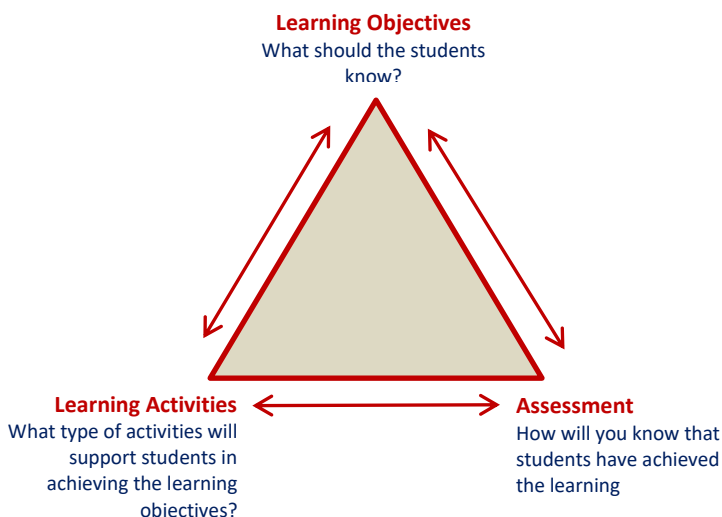 Learning Objectives
What should the students
know?
Learning Activities
What type of activities will
support students in
achieving the learning
objectives?
Assessment
How will you know that
students have achieved
the learning